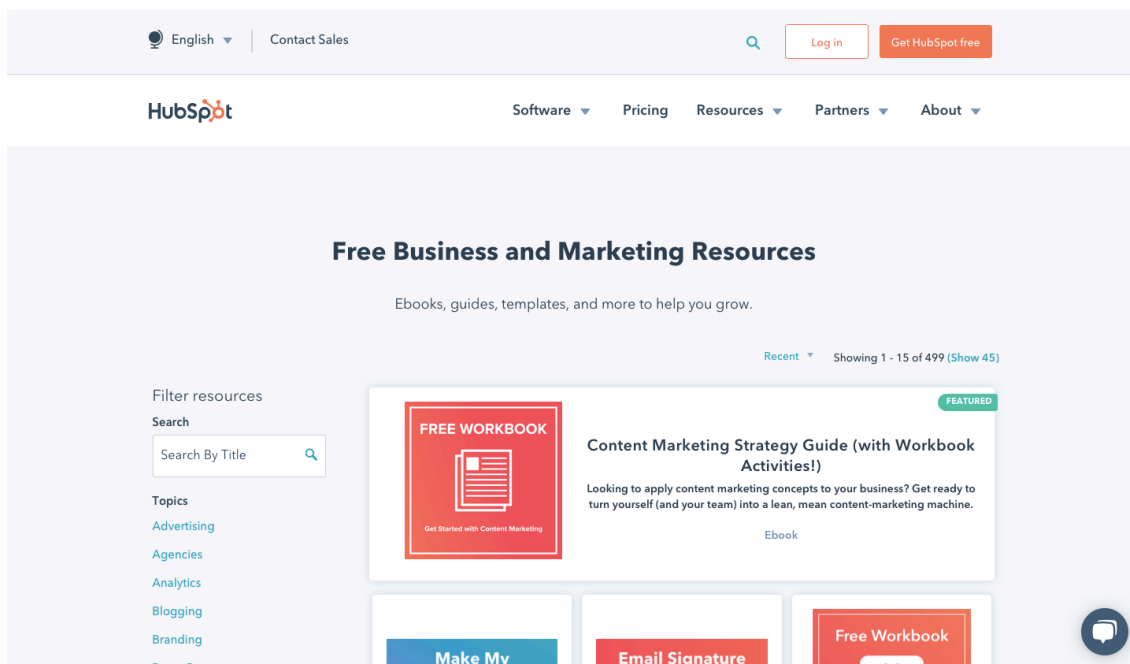 English
Contact Sales
Log in
Get HubSpot free
HubSpot
Software
Pricing
Resources
Partners
About
Free Business and Marketing Resources
Ebooks, guides, templates, and more to help you grow.
Recent
Showing 1 - 15 of 499 (Show 45)
Filter resources
Search
Search By Title
Topics
Advertising
Agencies
Analytics
Blogging
Branding
FEATURED
FREE WORKBOOK
Get Started with Content Marketing
Content Marketing Strategy Guide (with Workbook
Activities!)
Looking to apply content marketing concepts to your business? Get ready to
turn yourself (and your team) into a lean, mean content-marketing machine.
Ebook
Make My
Email Signature
Free Workbook